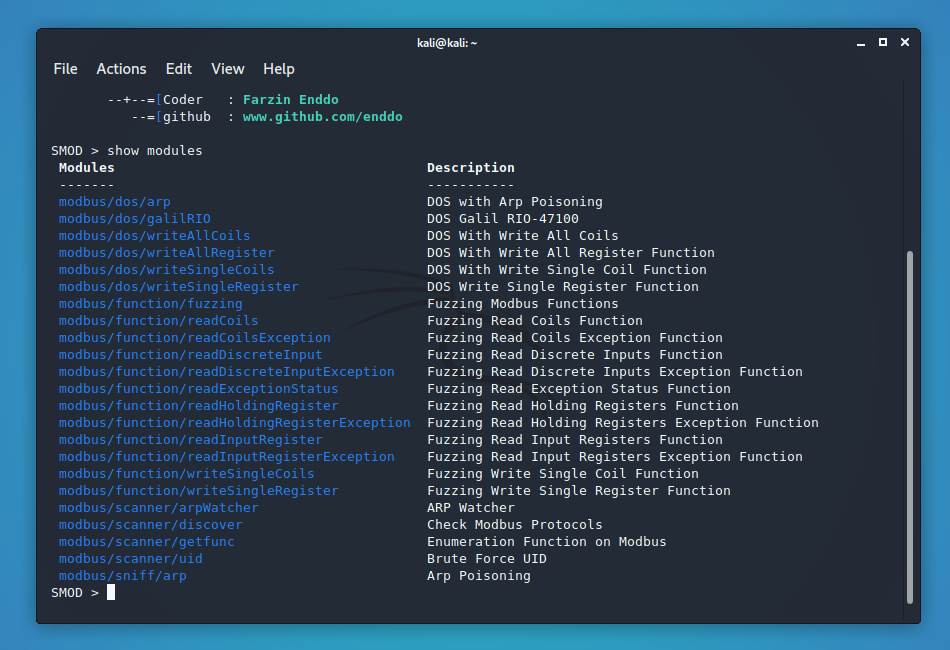 kali@kali: ~
File Actions Edit View Help
--+--=[Coder : Farzin Enddo
--=[github : www.github.com/enddo
SMOD > show modules
Modules Description
------- -----------
modbus/dos/arp DOS with Arp Poisoning
modbus/dos/galilRIO DOS Galil RIO-47100
modbus/dos/writeAllCoils DOS With Write All Coils
modbus/dos/writeAllRegister DOS With Write All Register Function
modbus/dos/writeSingleCoils DOS With Write Single Coil Function
modbus/dos/writeSingleRegister DOS Write Single Register Function
modbus/function/fuzzing Fuzzing Modbus Functions
modbus/function/readCoils Fuzzing Read Coils Function
modbus/function/readCoilsException Fuzzing Read Coils Exception Function
modbus/function/readDiscreteInput Fuzzing Read Discrete Inputs Function
modbus/function/readDiscreteInputException Fuzzing Read Discrete Inputs Exception Function
modbus/function/readExceptionStatus Fuzzing Read Exception Status Function
modbus/function/readHoldingRegister Fuzzing Read Holding Registers Function
modbus/function/readHoldingRegisterException Fuzzing Read Holding Registers Exception Function
modbus/function/readInputRegister Fuzzing Read Input Registers Function
modbus/function/readInputRegisterException Fuzzing Read Input Registers Exception Function
modbus/function/writeSingleCoils Fuzzing Write Single Coil Function
modbus/function/writeSingleRegister Fuzzing Write Single Register Function
modbus/scanner/arpWatcher ARP Watcher
modbus/scanner/discover Check Modbus Protocols
modbus/scanner/getfunc Enumeration Function on Modbus
modbus/scanner/uid Brute Force UID
modbus/sniff/arp Arp Poisoning
SMOD >